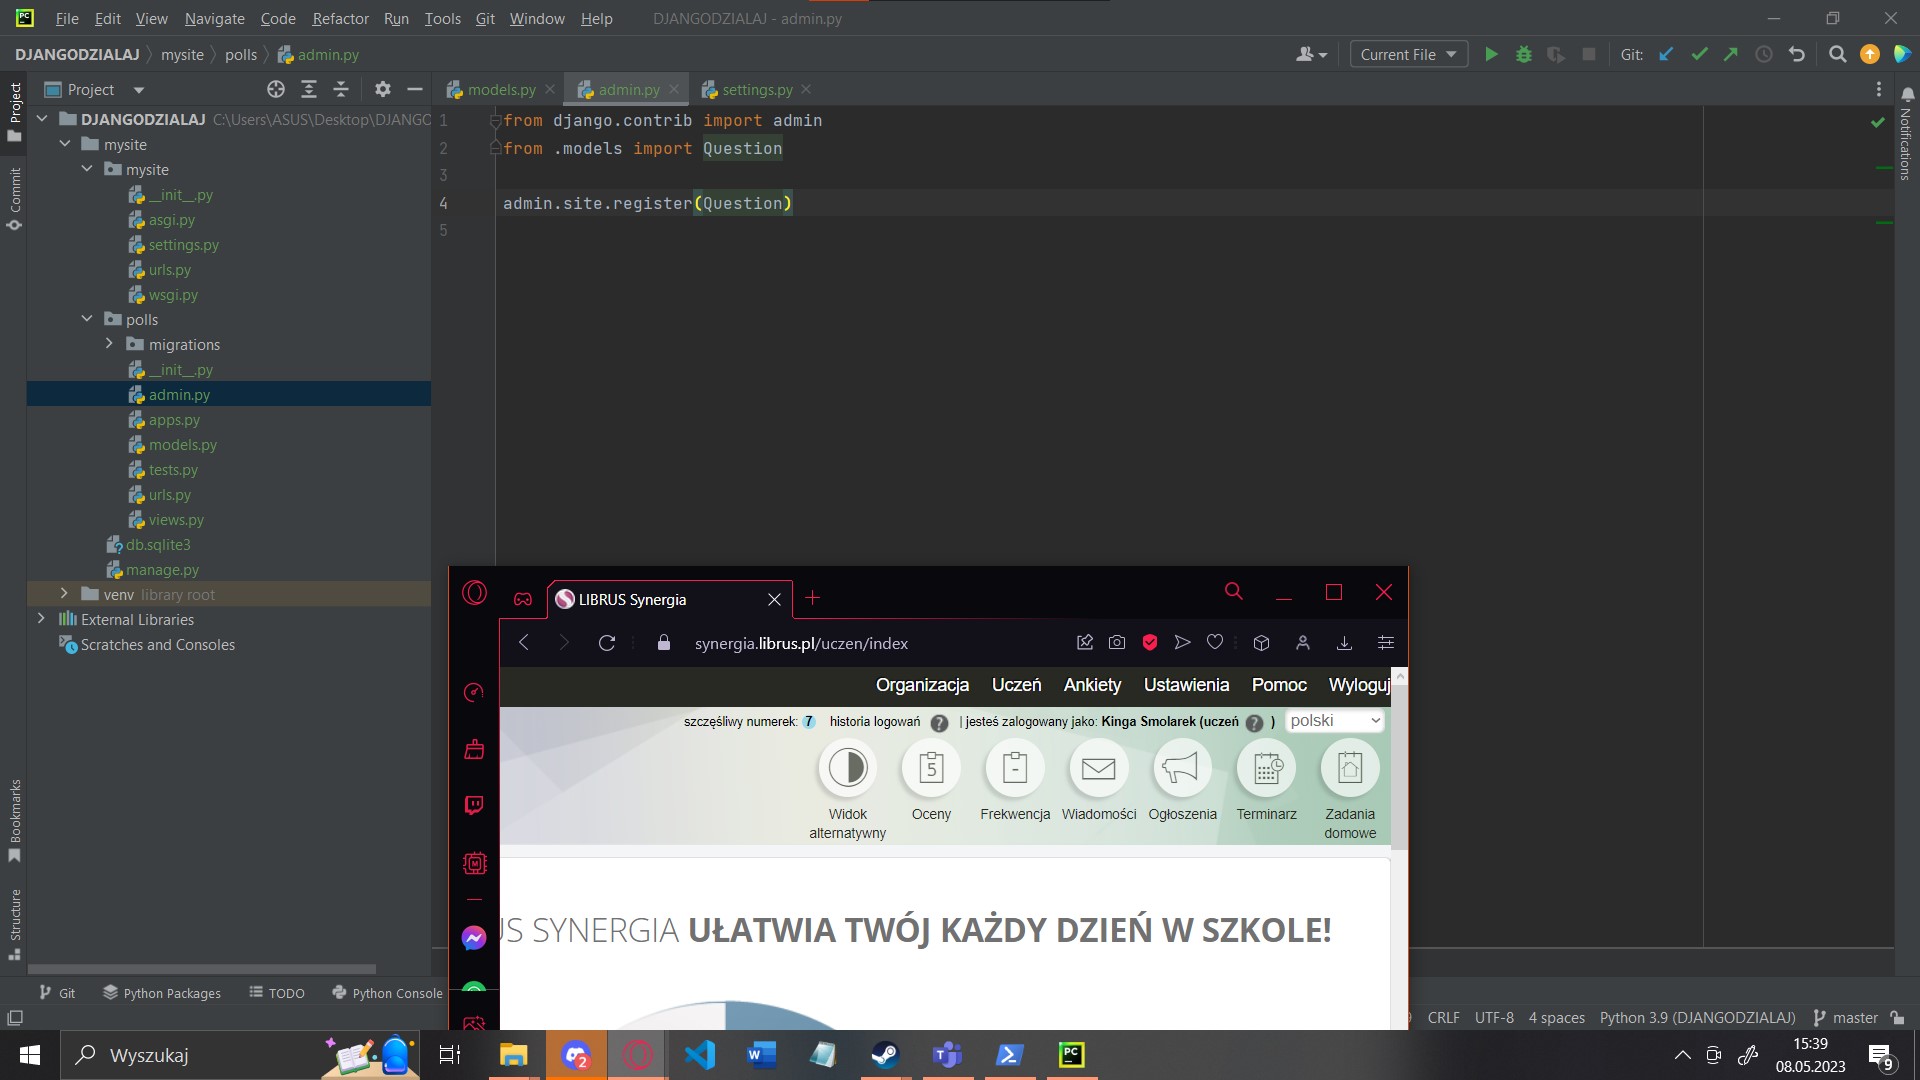 PC File Edit View Navigate Code Refactor Run Tools Git Window Help DJANGODZIALAJ - admin.py
DJANGODZIALAJ mysite polls admin.py Current File Git:
Project
Commit
Bookmarks
Structure
Project
DJANGODZIALAJ C:\Users\ASUS\Desktop\DJANGO
mysite
mysite
__init__.py
asgi.py
settings.py
urls.py
wsgi.py
polls
migrations
__init__.py
admin.py
apps.py
models.py
tests.py
urls.py
views.py
db.sqlite3
manage.py
venv library root
External Libraries
Scratches and Consoles
models.py admin.py settings.py
Notifications
1 from django.contrib import admin
2 from .models import Question
3
4 admin.site.register(Question)
5
LIBRUS Synergia
synergia.librus.pl/uczen/index
Organizacja Uczeń Ankiety Ustawienia Pomoc Wyloguj
szczęśliwy numerek: 7 historia logowań ? | jesteś zalogowany jako: Kinga Smolarek (uczeń ? ) polski
5 -
Widok alternatywny
Oceny
Frekwencja
Wiadomości
Ogłoszenia
Terminarz
Zadania domowe
US SYNERGIA UŁATWIA TWÓJ KAŻDY DZIEŃ W SZKOLE!
Git Python Packages TODO Python Console
CRLF UTF-8 4 spaces Python 3.9 (DJANGODZIALAJ) master
Wyszukaj
2
PC
15:39
08.05.2023
9